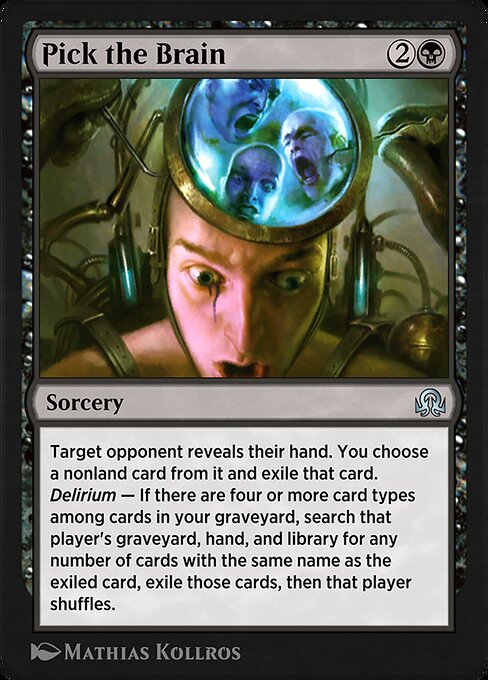 Pick the Brain 2
Sorcery
Target opponent reveals their hand. You choose
a nonland card from it and exile that card.
Delirium — If there are four or more card types
among cards in your graveyard, search that
player's graveyard, hand, and library for any
number of cards with the same name as the
exiled card, exile those cards, then that player
shuffles.
Mathias Kollros